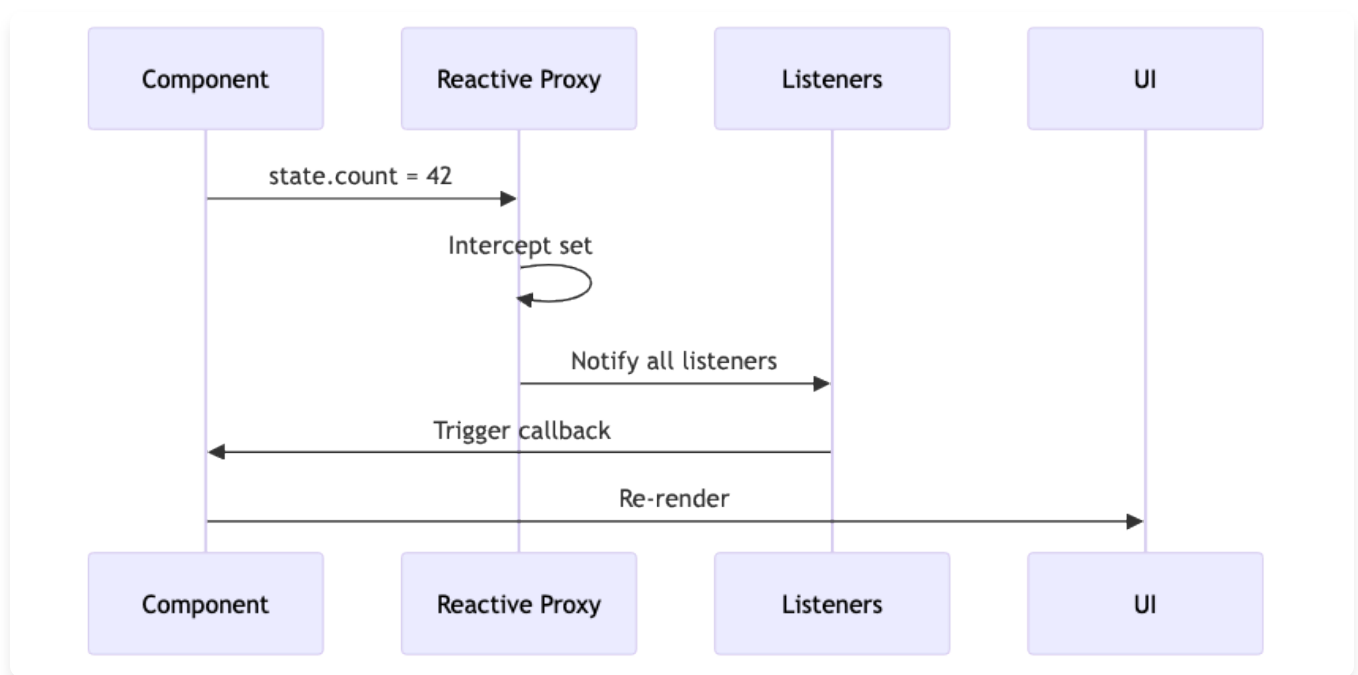 Component
Reactive Proxy
Listeners
UI
state.count = 42
Intercept set
Notify all listeners
Trigger callback
Re-render
Component
Reactive Proxy
Listeners
UI